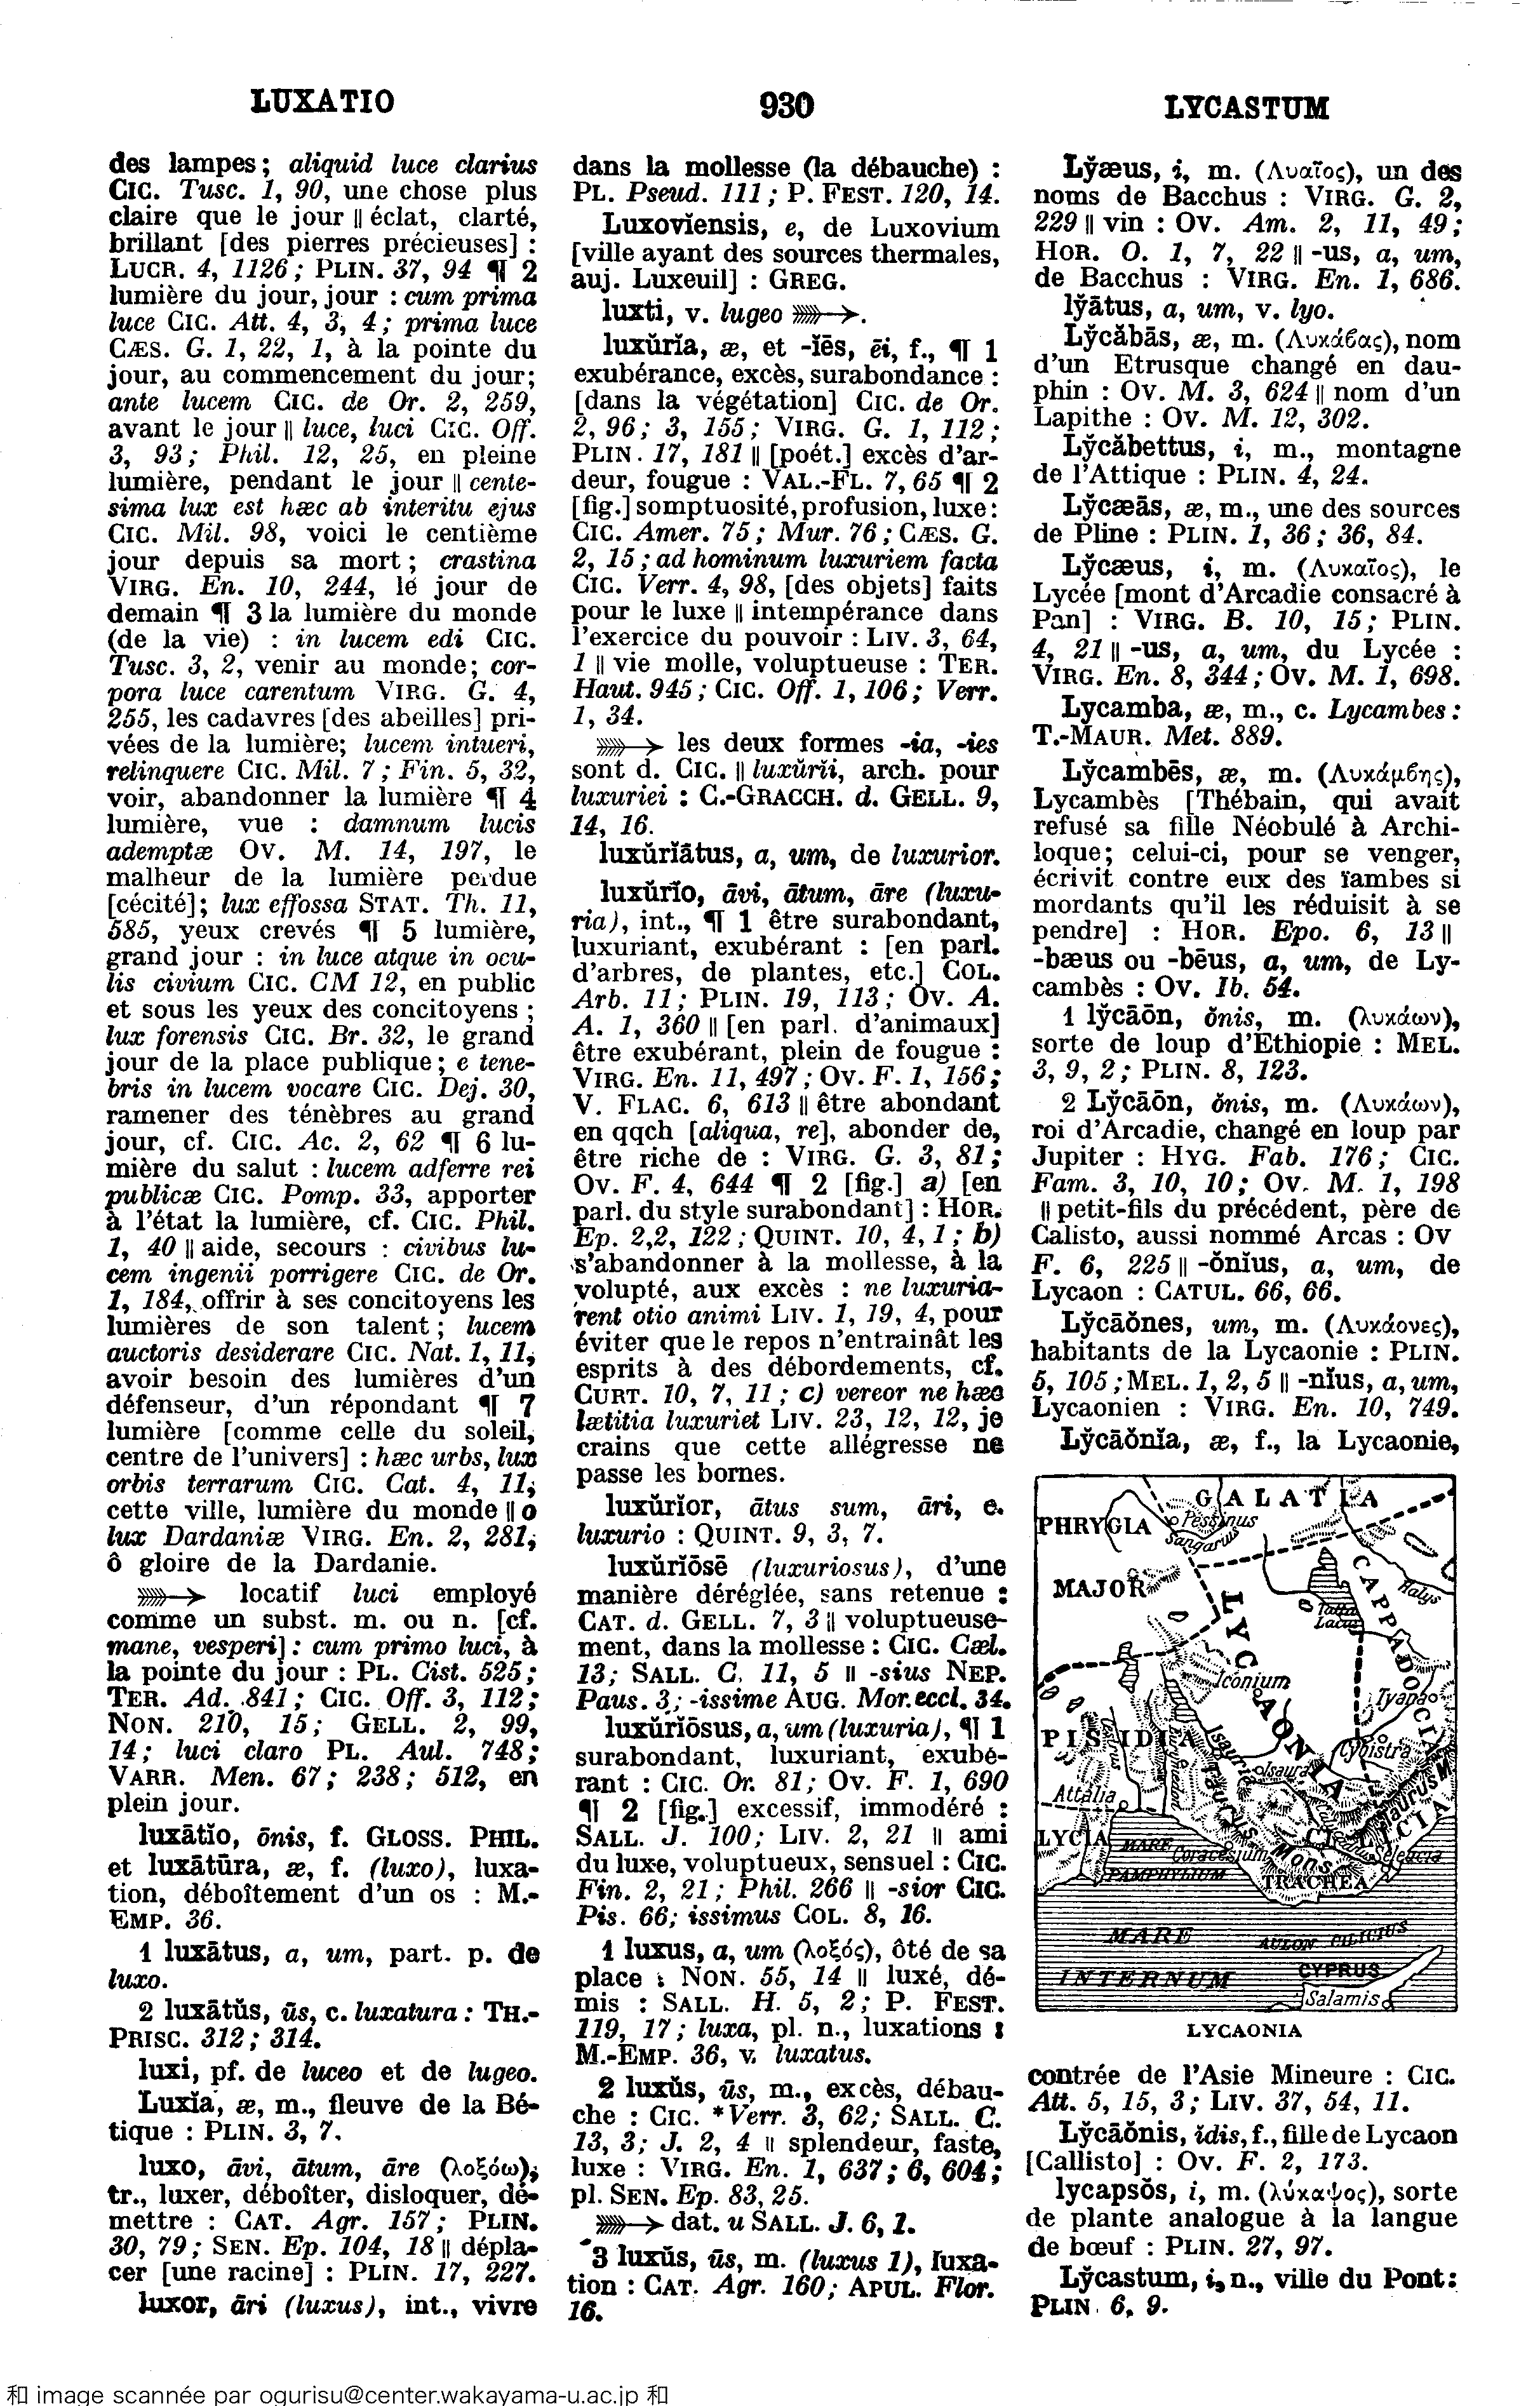 LUXATIO
930
LYCASTUM
des lampes; aliquid luce clarius
CIC. Tusc. 1, 90, une chose plus
claire que le jour || éclat, clarté,
brillant [des pierres précieuses] :
LUCR. 4, 1126; PLIN. 37, 94 ¶ 2
lumière du jour, jour : cum prima
luce CIC. Att. 4, 3, 4; prima luce
CÆS. G. 1, 22, 1, à la pointe du
jour, au commencement du jour;
ante lucem CIC. de Or. 2, 259,
avant le jour || luce, luci CIC. Off.
3, 93; Phil. 12, 25, en pleine
lumière, pendant le jour || cente-
sima lux est hæc ab interitu ejus
CIC. Mil. 98, voici le centième
jour depuis sa mort; crastina
VIRG. En. 10, 244, le jour de
demain ¶ 3 la lumière du monde
(de la vie) : in lucem edi CIC.
Tusc. 3, 2, venir au monde; cor-
pora luce carentum VIRG. G. 4,
255, les cadavres [des abeilles] pri-
vées de la lumière; lucem intueri,
relinquere CIC. Mil. 7; Fin. 5, 32,
voir, abandonner la lumière ¶ 4
lumière, vue : damnum lucis
ademptæ OV. M. 14, 197, le
malheur de la lumière perdue
[cécité]; lux effossa STAT. Th. 11,
585, yeux crevés ¶ 5 lumière,
grand jour : in luce atque in ocu-
lis civium CIC. CM 12, en public
et sous les yeux des concitoyens;
lux forensis CIC. Br. 32, le grand
jour de la place publique; e tene-
bris in lucem vocare CIC. Dej. 30,
ramener des ténèbres au grand
jour, cf. CIC. Ac. 2, 62 ¶ 6 lu-
mière du salut : lucem adferre rei
publicæ CIC. Pomp. 33, apporter
à l'état la lumière, cf. CIC. Phil.
1, 40 || aide, secours : civibus lu-
cem ingenii porrigere CIC. de Or.
1, 184, offrir à ses concitoyens les
lumières de son talent; lucem
auctoris desiderare CIC. Nat. 1, 11,
avoir besoin des lumières d'un
défenseur, d'un répondant ¶ 7
lumière [comme celle du soleil,
centre de l'univers] : hæc urbs, lux
orbis terrarum CIC. Cat. 4, 11,
cette ville, lumière du monde || o
lux Dardaniæ VIRG. En. 2, 281,
ô gloire de la Dardanie.
locatif luci employé
comme un subst. m. ou n. [cf.
mane, vesperi] : cum primo luci, à
la pointe du jour : PL. Cist. 525;
TER. Ad. 841; CIC. Off. 3, 112;
NON. 210, 15; GELL. 2, 99,
14; luci claro PL. Aul. 748;
VARR. Men. 67; 238; 512, en
plein jour.
luxātĭo, ōnis, f. GLOSS. PHIL.
et luxātūra, æ, f. (luxo), luxa-
tion, déboîtement d'un os : M.-
EMP. 36.
1 luxātus, a, um, part. p. de
luxo.
2 luxātŭs, ūs, c. luxatura : TH.-
PRISC. 312; 314.
luxi, pf. de luceo et de lugeo.
Luxĭa, æ, m., fleuve de la Bé-
tique : PLIN. 3, 7.
luxo, āvi, ātum, āre (λοξόω),
tr., luxer, déboîter, disloquer, dé-
mettre : CAT. Agr. 157; PLIN.
30, 79; SEN. Ep. 104, 18 || dépla-
cer [une racine] : PLIN. 17, 227.
luxor, āri (luxus), int., vivre
dans la mollesse (la débauche) :
PL. Pseud. 111; P. FEST. 120, 14.
Luxovĭensis, e, de Luxovium
[ville ayant des sources thermales,
auj. Luxeuil] : GREG.
luxti, v. lugeo.
luxŭrĭa, æ, et -ĭēs, ēi, f., ¶ 1
exubérance, excès, surabondance :
[dans la végétation] CIC. de Or.
2, 96; 3, 155; VIRG. G. 1, 112;
PLIN. 17, 181 || [poét.] excès d'ar-
deur, fougue : VAL.-FL. 7, 65 ¶ 2
[fig.] somptuosité, profusion, luxe :
CIC. Amer. 75; Mur. 76; CÆS. G.
2, 15; ad hominum luxuriem facta
CIC. Verr. 4, 98, [des objets] faits
pour le luxe || intempérance dans
l'exercice du pouvoir : LIV. 3, 64,
1 || vie molle, voluptueuse : TER.
Haut. 945; CIC. Off. 1, 106; Verr.
1, 34.
les deux formes -ia, -ies
sont d. CIC. || luxŭrĭi, arch. pour
luxuriei : C.-GRACCH. d. GELL. 9,
14, 16.
luxŭrĭātus, a, um, de luxurior.
luxŭrĭo, āvi, ātum, āre (luxu-
ria), int., ¶ 1 être surabondant,
luxuriant, exubérant : [en parl.
d'arbres, de plantes, etc.] COL.
Arb. 11; PLIN. 19, 113; OV. A.
A. 1, 360 || [en parl. d'animaux]
être exubérant, plein de fougue :
VIRG. En. 11, 497; OV. F. 1, 156;
V. FLAC. 6, 613 || être abondant
en qqch [aliqua, re], abonder de,
être riche de : VIRG. G. 3, 81;
OV. F. 4, 644 ¶ 2 [fig.] a) [en
parl. du style surabondant] : HOR.
Ep. 2,2, 122; QUINT. 10, 4, 1; b)
s'abandonner à la mollesse, à la
volupté, aux excès : ne luxuria-
rent otio animi LIV. 1, 19, 4, pour
éviter que le repos n'entrainât les
esprits à des débordements, cf.
CURT. 10, 7, 11; c) vereor ne hæc
lætitia luxuriet LIV. 23, 12, 12, je
crains que cette allégresse ne
passe les bornes.
luxŭrĭor, ātus sum, āri, c.
luxurio : QUINT. 9, 3, 7.
luxŭrĭōsē (luxuriosus), d'une
manière déréglée, sans retenue :
CAT. d. GELL. 7, 3 || voluptueuse-
ment, dans la mollesse : CIC. Cæl.
13; SALL. C. 11, 5 || -sius NEP.
Paus. 3; -issime AUG. Mor. eccl. 34.
luxŭrĭōsus, a, um (luxuria), ¶ 1
surabondant, luxuriant, exubé-
rant : CIC. Or. 81; OV. F. 1, 690
¶ 2 [fig.] excessif, immodéré :
SALL. J. 100; LIV. 2, 21 || ami
du luxe, voluptueux, sensuel : CIC.
Fin. 2, 21; Phil. 266 || -sior CIC.
Pis. 66; issimus COL. 8, 16.
1 luxus, a, um (λοξός), ôté de sa
place : NON. 55, 14 || luxé, dé-
mis : SALL. H. 5, 2; P. FEST.
119, 17; luxa, pl. n., luxations :
M.-EMP. 36, v. luxatus.
2 luxŭs, ūs, m., excès, débau-
che : CIC. *Verr. 3, 62; SALL. C.
13, 3; J. 2, 4 || splendeur, faste,
luxe : VIRG. En. 1, 637; 6, 604;
pl. SEN. Ep. 83, 25.
dat. u SALL. J. 6, 1.
3 luxŭs, ūs, m. (luxus 1), luxa-
tion : CAT. Agr. 160; APUL. Flor.
16.
Lўæus, i, m. (Λυαῖος), un des
noms de Bacchus : VIRG. G. 2,
229 || vin : OV. Am. 2, 11, 49;
HOR. O. 1, 7, 22 || -us, a, um,
de Bacchus : VIRG. En. 1, 686.
lўātus, a, um, v. lyo.
Lўcăbās, æ, m. (Λυκάϐας), nom
d'un Etrusque changé en dau-
phin : OV. M. 3, 624 || nom d'un
Lapithe : OV. M. 12, 302.
Lўcăbettus, i, m., montagne
de l'Attique : PLIN. 4, 24.
Lўcæās, æ, m., une des sources
de Pline : PLIN. 1, 36; 36, 84.
Lўcæus, i, m. (Λυκαῖος), le
Lycée [mont d'Arcadie consacré à
Pan] : VIRG. B. 10, 15; PLIN.
4, 21 || -us, a, um, du Lycée :
VIRG. En. 8, 344; OV. M. 1, 698.
Lycamba, æ, m., c. Lycambes :
T.-MAUR. Met. 889.
Lўcambēs, æ, m. (Λυκάμϐης),
Lycambès [Thébain, qui avait
refusé sa fille Néobulé à Archi-
loque; celui-ci, pour se venger,
écrivit contre eux des ïambes si
mordants qu'il les réduisit à se
pendre] : HOR. Epo. 6, 13 ||
-bæus ou -bēus, a, um, de Ly-
cambès : OV. Ib. 54.
1 lўcāōn, ŏnis, m. (λυκάων),
sorte de loup d'Ethiopie : MEL.
3, 9, 2; PLIN. 8, 123.
2 Lўcāōn, ŏnis, m. (Λυκάων),
roi d'Arcadie, changé en loup par
Jupiter : HYG. Fab. 176; CIC.
Fam. 3, 10, 10; OV. M. 1, 198
|| petit-fils du précédent, père de
Calisto, aussi nommé Arcas : OV
F. 6, 225 || -ŏnĭus, a, um, de
Lycaon : CATUL. 66, 66.
Lўcāŏnes, um, m. (Λυκάονες),
habitants de la Lycaonie : PLIN.
5, 105; MEL. 1, 2, 5 || -nĭus, a, um,
Lycaonien : VIRG. En. 10, 749.
Lўcāŏnĭa, æ, f., la Lycaonie,
GALATIA
PHRYGIA
Pessinus
Sangarus
MAJOR
CAPPADOCIA
Halys
Tatta
Lacus
LYCAONIA
Iconium
Tyana
PISIDIA
Isauria
Cybistra
Isaura
Taurus M.
Attalia
Taurus
Mons
CILICIA
LYCIA
MARE
PAMPHYLIUM
Coracesium
Seleucia
TRACHEA
MARE
INTERNUM
AULON CILICIUS
CYPRUS
Salamis
LYCAONIA
contrée de l'Asie Mineure : CIC.
Att. 5, 15, 3; LIV. 37, 54, 11.
Lўcāŏnis, ĭdis, f., fille de Lycaon
[Callisto] : OV. F. 2, 173.
lycapsŏs, i, m. (λύκαψος), sorte
de plante analogue à la langue
de bœuf : PLIN. 27, 97.
Lўcastum, i, n., ville du Pont :
PLIN. 6, 9.
和 image scannée par ogurisu@center.wakayama-u.ac.jp 和